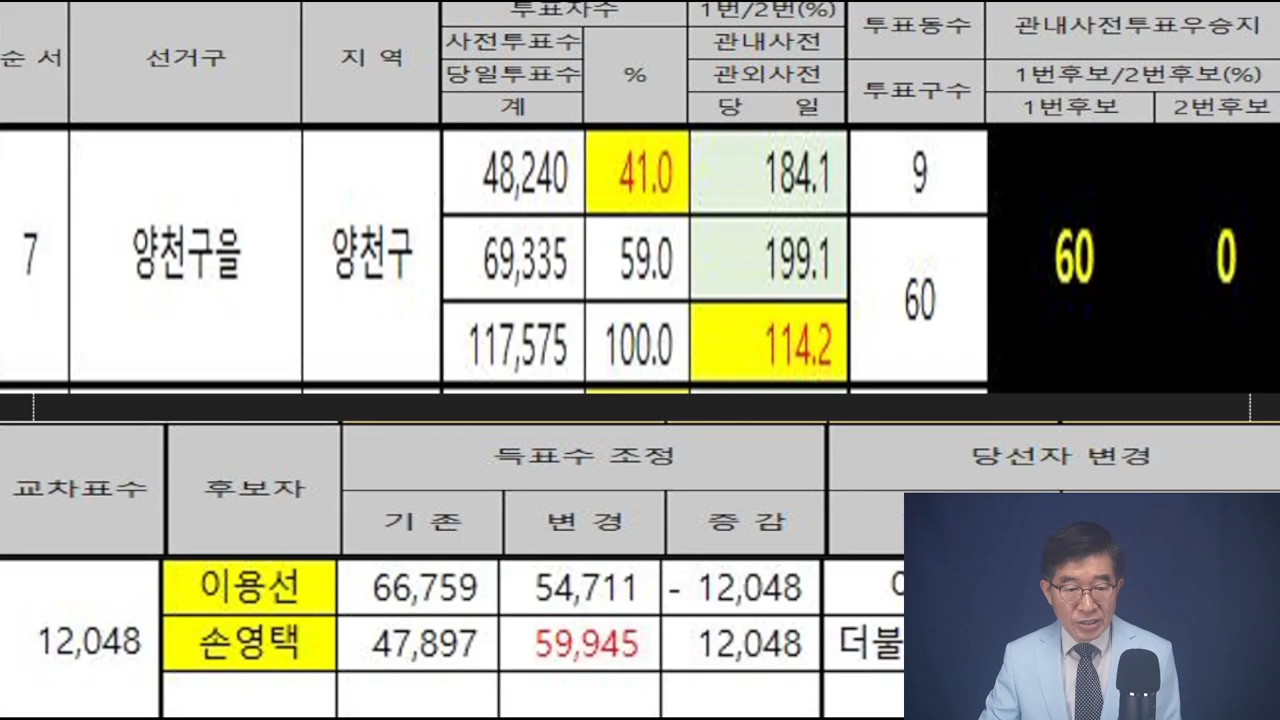 투표자수 1번/2번(%)
순 서 선거구 지 역 사전투표수 % 관내사전 투표동수 관내사전투표우승지
당일투표수 관외사전 투표구수 1번후보/2번후보(%)
계 당 일 1번후보 2번후보
48,240 41.0 184.1 9
7 양천구을 양천구 69,335 59.0 199.1 60 60 0
117,575 100.0 114.2
교차표수 후보자 득표수 조정 당선자 변경
기 존 변 경 증 감
이용선 66,759 54,711 - 12,048
12,048 손영택 47,897 59,945 12,048 더불